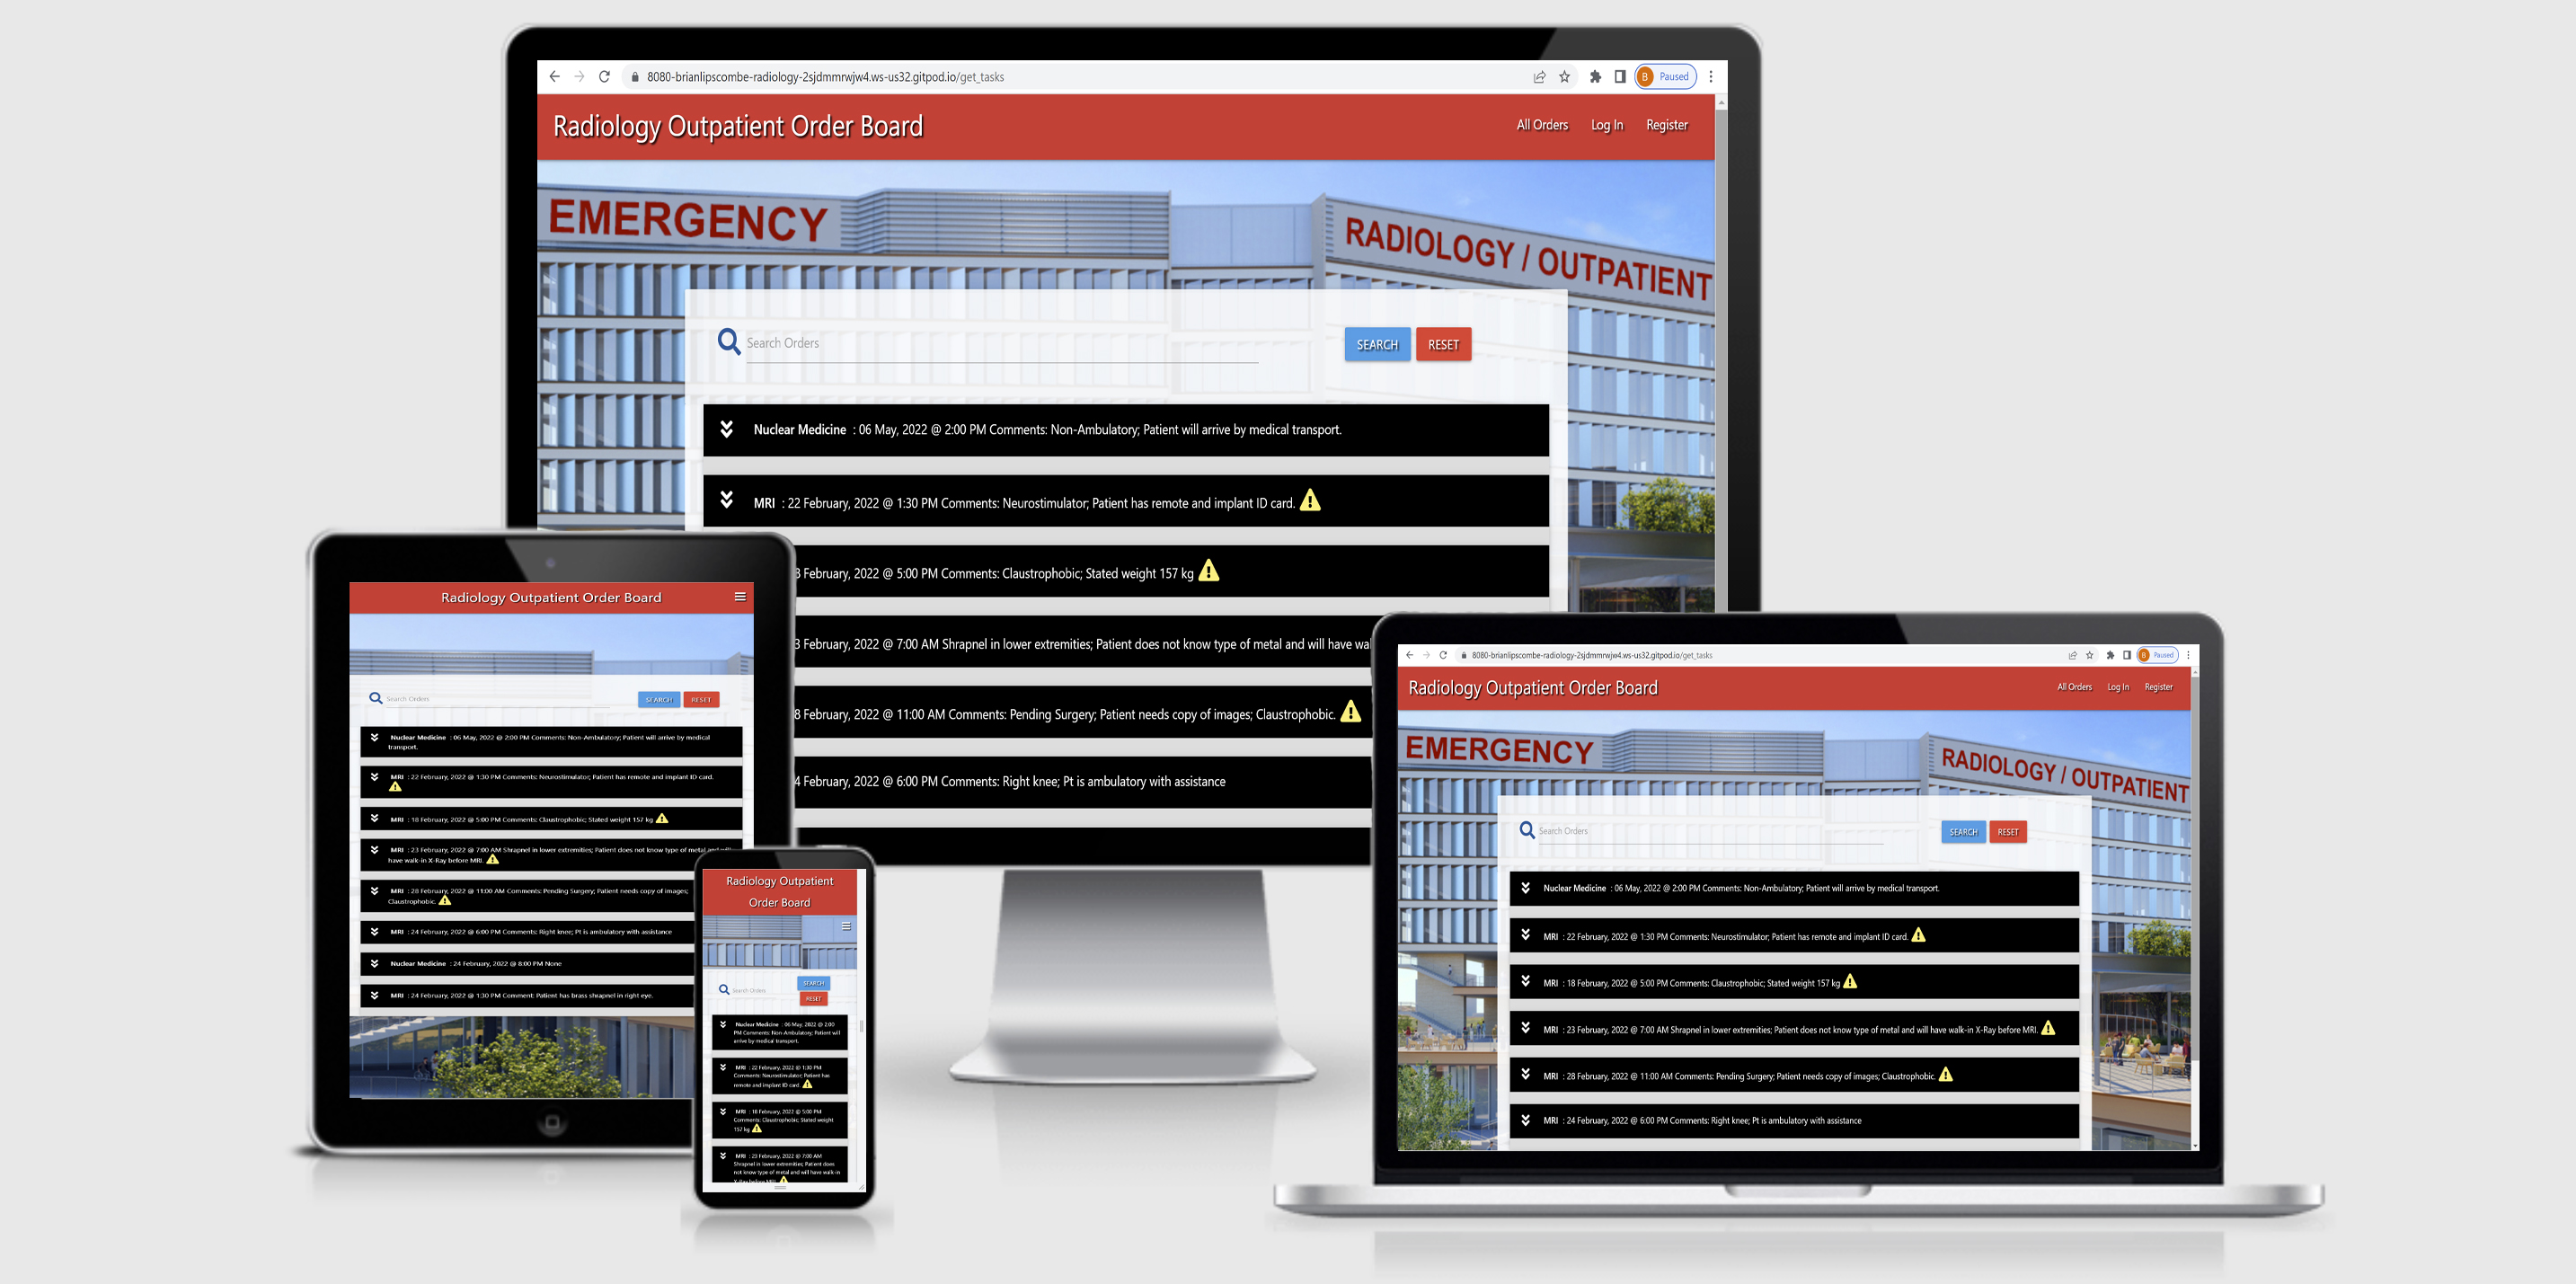 8080-brianlipscombe-radiology-2sjdmmrwjw4.ws-us32.gitpod.io/get_tasks
B Paused
Radiology Outpatient Order Board
All Orders Log In Register
EMERGENCY
RADIOLOGY / OUTPATIENT
Search Orders
SEARCH RESET
Nuclear Medicine : 06 May, 2022 @ 2:00 PM Comments: Non-Ambulatory; Patient will arrive by medical transport.
MRI : 22 February, 2022 @ 1:30 PM Comments: Neurostimulator; Patient has remote and implant ID card.
8 February, 2022 @ 5:00 PM Comments: Claustrophobic; Stated weight 157 kg
3 February, 2022 @ 7:00 AM Shrapnel in lower extremities; Patient does not know type of metal and will have wal
8 February, 2022 @ 11:00 AM Comments: Pending Surgery; Patient needs copy of images; Claustrophobic.
4 February, 2022 @ 6:00 PM Comments: Right knee; Pt is ambulatory with assistance
Radiology Outpatient Order Board
Search Orders
SEARCH RESET
Nuclear Medicine : 06 May, 2022 @ 2:00 PM Comments: Non-Ambulatory; Patient will arrive by medical
transport.
MRI : 22 February, 2022 @ 1:30 PM Comments: Neurostimulator; Patient has remote and implant ID card.
MRI : 18 February, 2022 @ 5:00 PM Comments: Claustrophobic; Stated weight 157 kg
MRI : 23 February, 2022 @ 7:00 AM Shrapnel in lower extremities; Patient does not know type of metal and will
have walk-in X-Ray before MRI.
MRI : 28 February, 2022 @ 11:00 AM Comments: Pending Surgery; Patient needs copy of images;
Claustrophobic.
MRI : 24 February, 2022 @ 6:00 PM Comments: Right knee; Pt is ambulatory with assistance
Nuclear Medicine : 24 February, 2022 @ 8:00 PM None
MRI : 24 February, 2022 @ 1:30 PM Comment: Patient has brass shrapnel in right eye.
Radiology Outpatient
Order Board
Search Orders
SEARCH
RESET
Nuclear Medicine : 06 May, 2022 @ 2:00
PM Comments: Non-Ambulatory; Patient will
arrive by medical transport.
MRI : 22 February, 2022 @ 1:30 PM
Comments: Neurostimulator; Patient has
remote and implant ID card.
MRI : 18 February, 2022 @ 5:00 PM
Comments: Claustrophobic; Stated weight
157 kg
MRI : 23 February, 2022 @ 7:00 AM
Shrapnel in lower extremities; Patient does
not know type of metal and will have walk-in
X-Ray before MRI.
8080-brianlipscombe-radiology-2sjdmmrwjw4.ws-us32.gitpod.io/get_tasks
B Paused
Radiology Outpatient Order Board
All Orders Log In Register
EMERGENCY
RADIOLOGY / OUTPATIENT
Search Orders
SEARCH RESET
Nuclear Medicine : 06 May, 2022 @ 2:00 PM Comments: Non-Ambulatory; Patient will arrive by medical transport.
MRI : 22 February, 2022 @ 1:30 PM Comments: Neurostimulator; Patient has remote and implant ID card.
MRI : 18 February, 2022 @ 5:00 PM Comments: Claustrophobic; Stated weight 157 kg
MRI : 23 February, 2022 @ 7:00 AM Shrapnel in lower extremities; Patient does not know type of metal and will have walk-in X-Ray before MRI.
MRI : 28 February, 2022 @ 11:00 AM Comments: Pending Surgery; Patient needs copy of images; Claustrophobic.
MRI : 24 February, 2022 @ 6:00 PM Comments: Right knee; Pt is ambulatory with assistance